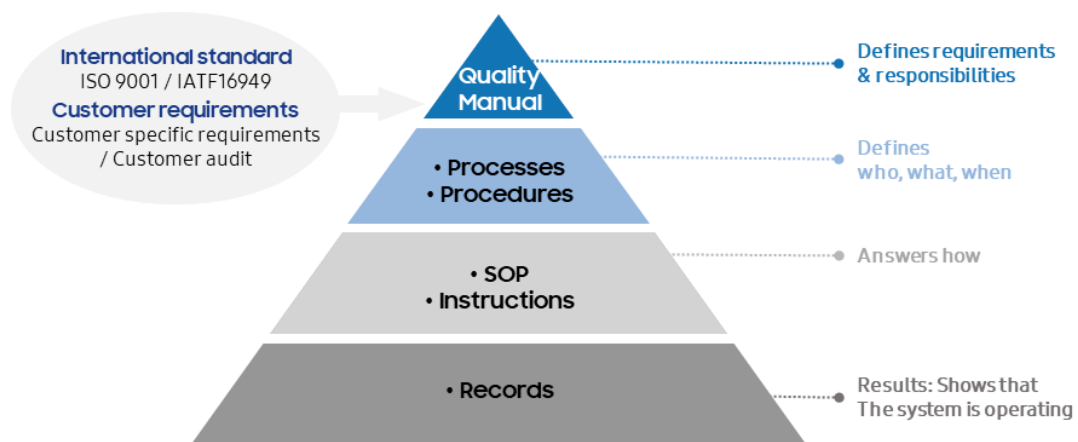 International standard
ISO 9001 / IATF16949
Customer requirements
Customer specific requirements
/ Customer audit
Quality
Manual
Defines requirements
& responsibilities
• Processes
• Procedures
Defines
who, what, when
• SOP
• Instructions
Answers how
• Records
Results: Shows that
The system is operating